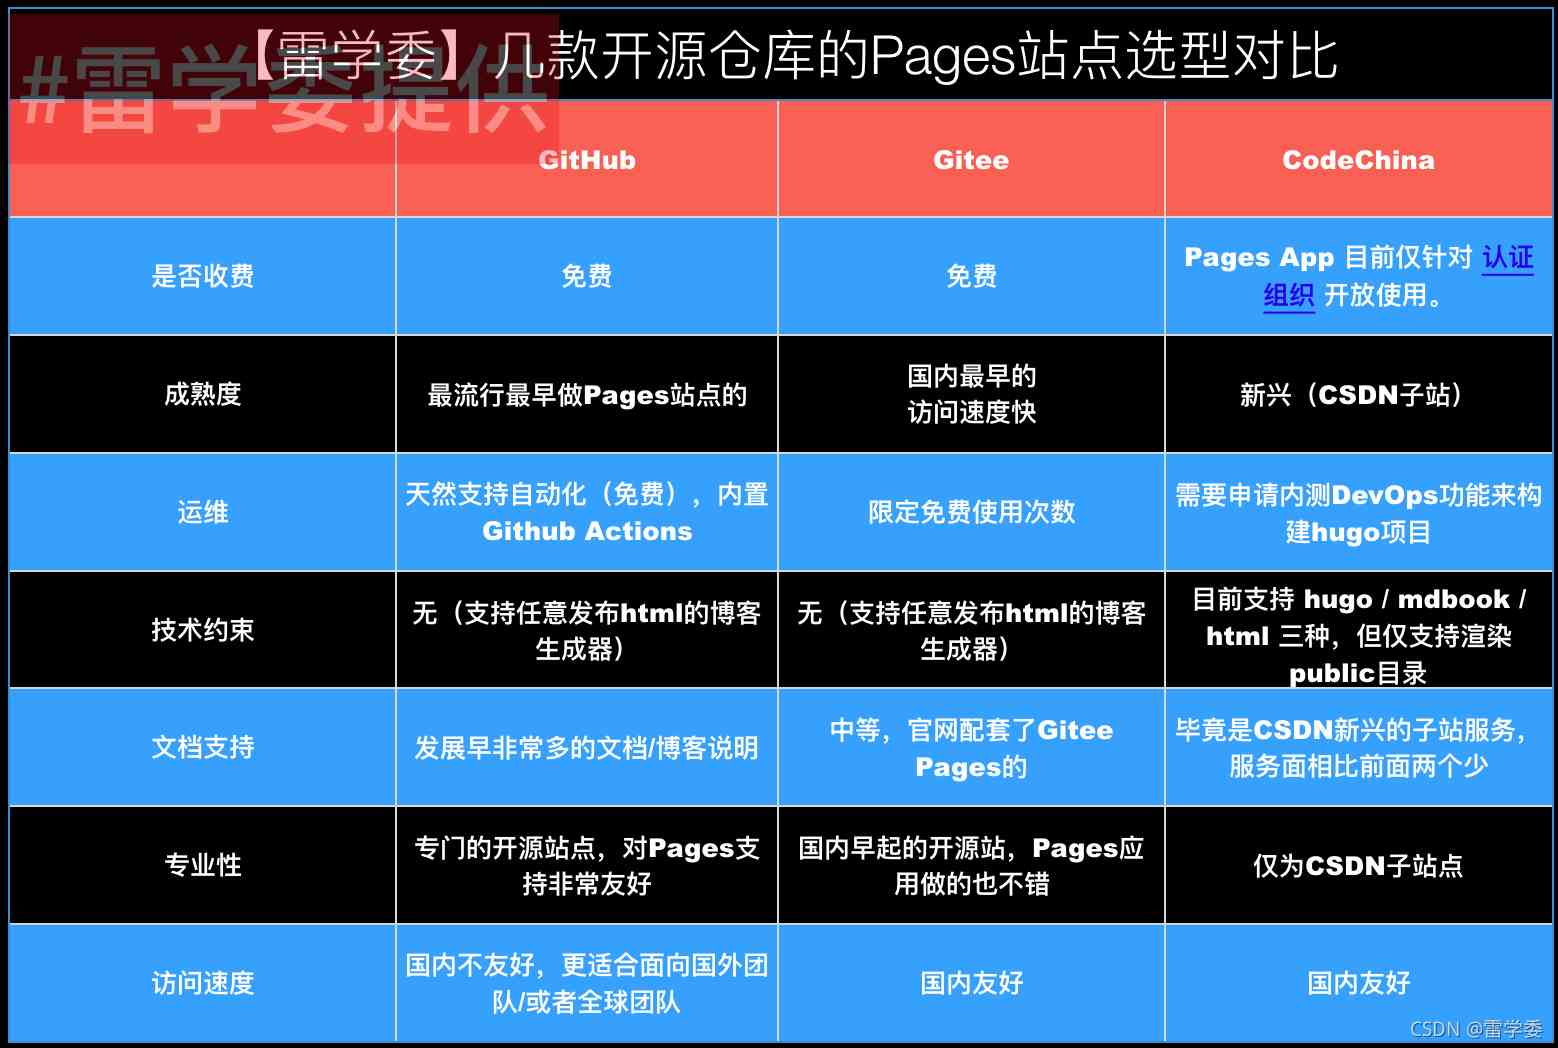 【雷学委】几款开源仓库的Pages站点选型对比
#雷学委提供
GitHub
Gitee
CodeChina
是否收费
免费
免费
Pages App 目前仅针对 认证
组织 开放使用。
成熟度
最流行最早做Pages站点的
国内最早的
访问速度快
新兴（CSDN子站）
运维
天然支持自动化（免费），内置
Github Actions
限定免费使用次数
需要申请内测DevOps功能来构
建hugo项目
技术约束
无（支持任意发布html的博客
生成器）
无（支持任意发布html的博客
生成器）
目前支持 hugo / mdbook /
html 三种，但仅支持渲染
public目录
文档支持
发展早非常多的文档/博客说明
中等，官网配套了Gitee
Pages的
毕竟是CSDN新兴的子站服务，
服务面相比前面两个少
专业性
专门的开源站点，对Pages支
持非常友好
国内早起的开源站，Pages应
用做的也不错
仅为CSDN子站点
访问速度
国内不友好，更适合面向国外团
队/或者全球团队
国内友好
国内友好
CSDN @雷学委